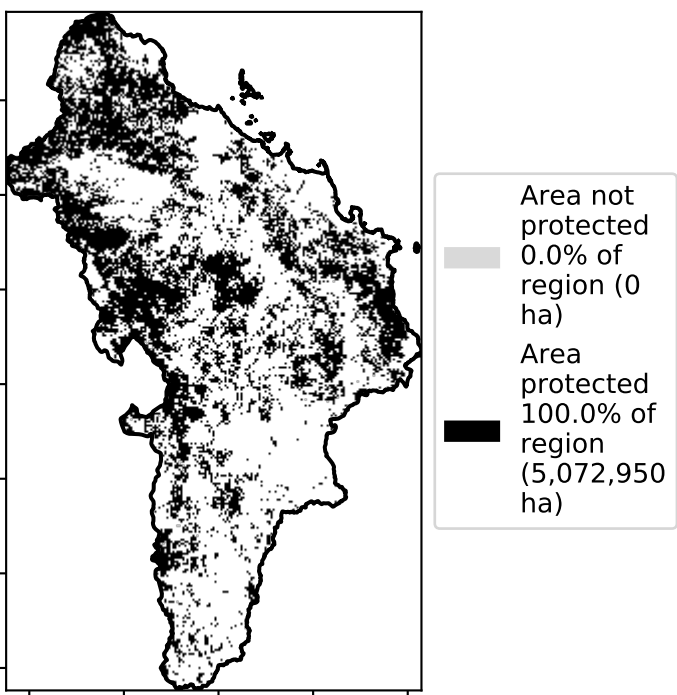 Area not
protected
0.0% of
region (0
ha)
Area
protected
100.0% of
region
(5,072,950
ha)